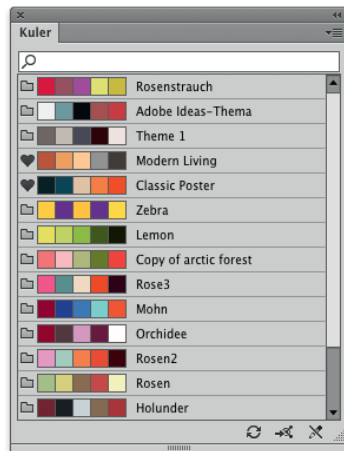 Kuler
Rosenstrauch
Adobe Ideas-Thema
Theme 1
Modern Living
Classic Poster
Zebra
Lemon
Copy of arctic forest
Rose3
Mohn
Orchidee
Rosen2
Rosen
Holunder